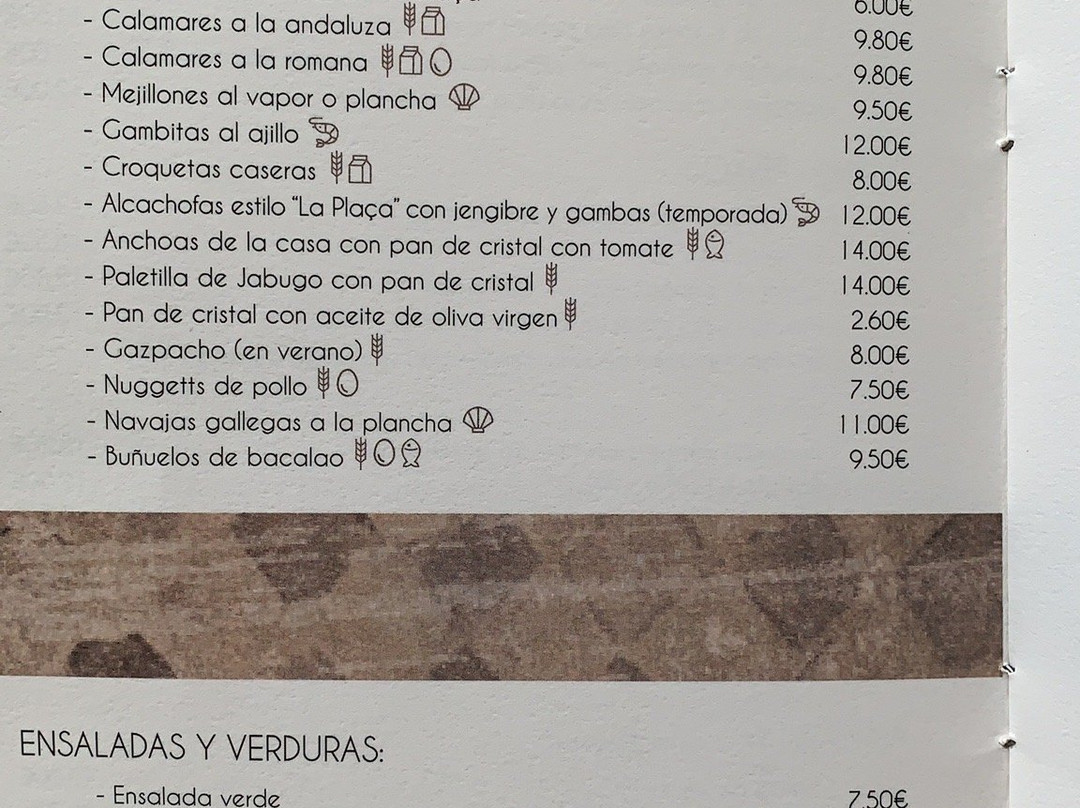 - Calamares a la andaluza 9.80€
- Calamares a la romana 9.80€
- Mejillones al vapor o plancha 9.50€
- Gambitas al ajillo 12.00€
- Croquetas caseras 8.00€
- Alcachofas estilo "La Plaça" con jengibre y gambas (temporada) 12.00€
- Anchoas de la casa con pan de cristal con tomate 14.00€
- Paletilla de Jabugo con pan de cristal 14.00€
- Pan de cristal con aceite de oliva virgen 2.60€
- Gazpacho (en verano) 8.00€
- Nuggetts de pollo 7.50€
- Navajas gallegas a la plancha 11.00€
- Buñuelos de bacalao 9.50€
ENSALADAS Y VERDURAS:
- Ensalada verde 7.50€